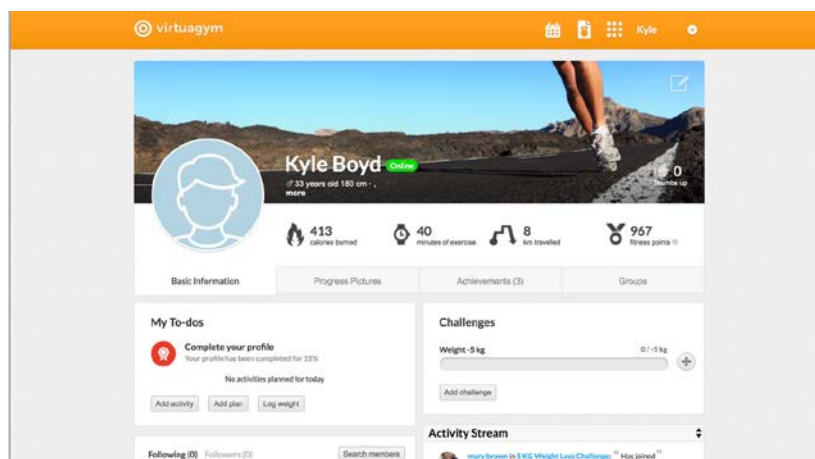 virtuagym
Kyle
Kyle Boyd Online
♂ 33 years old 180 cm - ,
more
0
Thumbs up
413
calories burned
40
minutes of exercise
8
km travelled
967
fitness points
Basic Information
Progress Pictures
Achievements (3)
Groups
My To-dos
Complete your profile
Your profile has been completed for 25%
No activities planned for today
Add activity
Add plan
Log weight
Following (0) Followers (0)
Search members
Challenges
Weight -5 kg
0 / -5 kg
Add challenge
Activity Stream
mary brown in 5 KG Weight Loss Challenge: " Has joined "